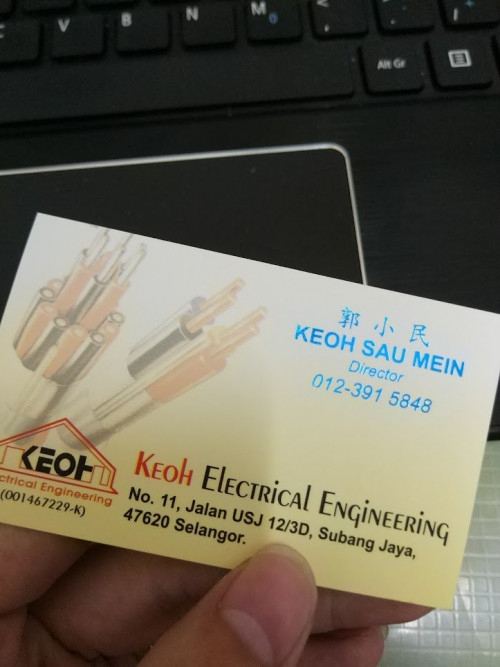 V
B
N
M
Alt Gr
郭 小 民
KEOH SAU MEIN
Director
012-391 5848
KEOH
ctrical Engineering
(001467229-K)
Keoh Electrical Engineering
No. 11, Jalan USJ 12/3D, Subang Jaya,
47620 Selangor.